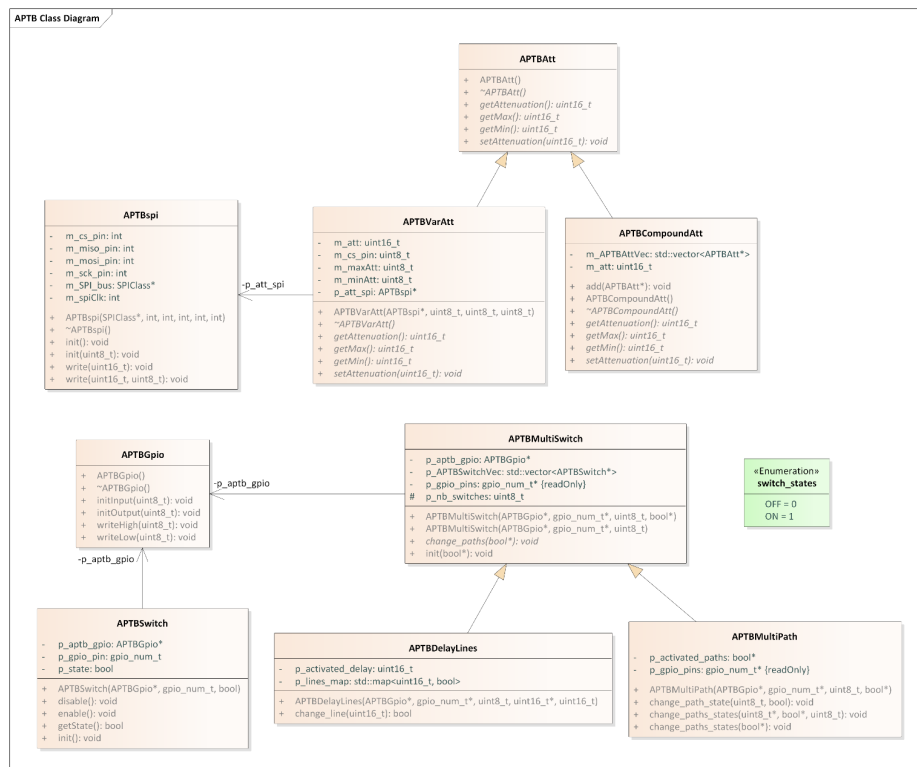 APTB Class Diagram
APTBAtt
+ APTBAtt()
+ ~APTBAtt()
+ getAttenuation(): uint16_t
+ getMax(): uint16_t
+ getMin(): uint16_t
+ setAttenuation(uint16_t): void
APTBspi
- m_cs_pin: int
- m_miso_pin: int
- m_mosi_pin: int
- m_sck_pin: int
- m_SPI_bus: SPIClass*
- m_spiClk: int
+ APTBspi(SPIClass*, int, int, int, int)
+ ~APTBspi()
+ init(): void
+ init(uint8_t): void
+ write(uint16_t): void
+ write(uint16_t, uint8_t): void
-p_att_spi
APTBVarAtt
- m_att: uint16_t
- m_cs_pin: uint8_t
- m_maxAtt: uint8_t
- m_minAtt: uint8_t
- p_att_spi: APTBspi*
+ APTBVarAtt(APTBspi*, uint8_t, uint8_t, uint8_t)
+ ~APTBVarAtt()
+ getAttenuation(): uint16_t
+ getMax(): uint16_t
+ getMin(): uint16_t
+ setAttenuation(uint16_t): void
APTBCompoundAtt
- m_APTBAttVec: std::vector<APTBAtt*>
- m_att: uint16_t
+ add(APTBAtt*): void
+ APTBCompoundAtt()
+ ~APTBCompoundAtt()
+ getAttenuation(): uint16_t
+ getMax(): uint16_t
+ getMin(): uint16_t
+ setAttenuation(uint16_t): void
APTBGpio
+ APTBGpio()
+ ~APTBGpio()
+ initInput(uint8_t): void
+ initOutput(uint8_t): void
+ writeHigh(uint8_t): void
+ writeLow(uint8_t): void
-p_aptb_gpio
APTBMultiSwitch
- p_aptb_gpio: APTBGpio*
- p_APTBSwitchVec: std::vector<APTBSwitch*>
- p_gpio_pins: gpio_num_t* {readOnly}
# p_nb_switches: uint8_t
+ APTBMultiSwitch(APTBGpio*, gpio_num_t*, uint8_t, bool*)
+ APTBMultiSwitch(APTBGpio*, gpio_num_t*, uint8_t)
+ change_paths(bool*): void
+ init(bool*): void
«Enumeration»
switch_states
OFF = 0
ON = 1
-p_aptb_gpio
APTBSwitch
- p_aptb_gpio: APTBGpio*
- p_gpio_pin: gpio_num_t
- p_state: bool
+ APTBSwitch(APTBGpio*, gpio_num_t, bool)
+ disable(): void
+ enable(): void
+ getState(): bool
+ init(): void
APTBDelayLines
- p_activated_delay: uint16_t
- p_lines_map: std::map<uint16_t, bool>
+ APTBDelayLines(APTBGpio*, gpio_num_t*, uint8_t, uint16_t*, uint16_t)
+ change_line(uint16_t): bool
APTBMultiPath
- p_activated_paths: bool*
- p_gpio_pins: gpio_num_t* {readOnly}
+ APTBMultiPath(APTBGpio*, gpio_num_t*, uint8_t, bool*)
+ change_path_state(uint8_t, bool): void
+ change_paths_states(uint8_t*, bool*, uint8_t): void
+ change_paths_states(bool*): void